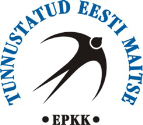 TUNNUSTATUD EESTI MAITSE
• EPKK •